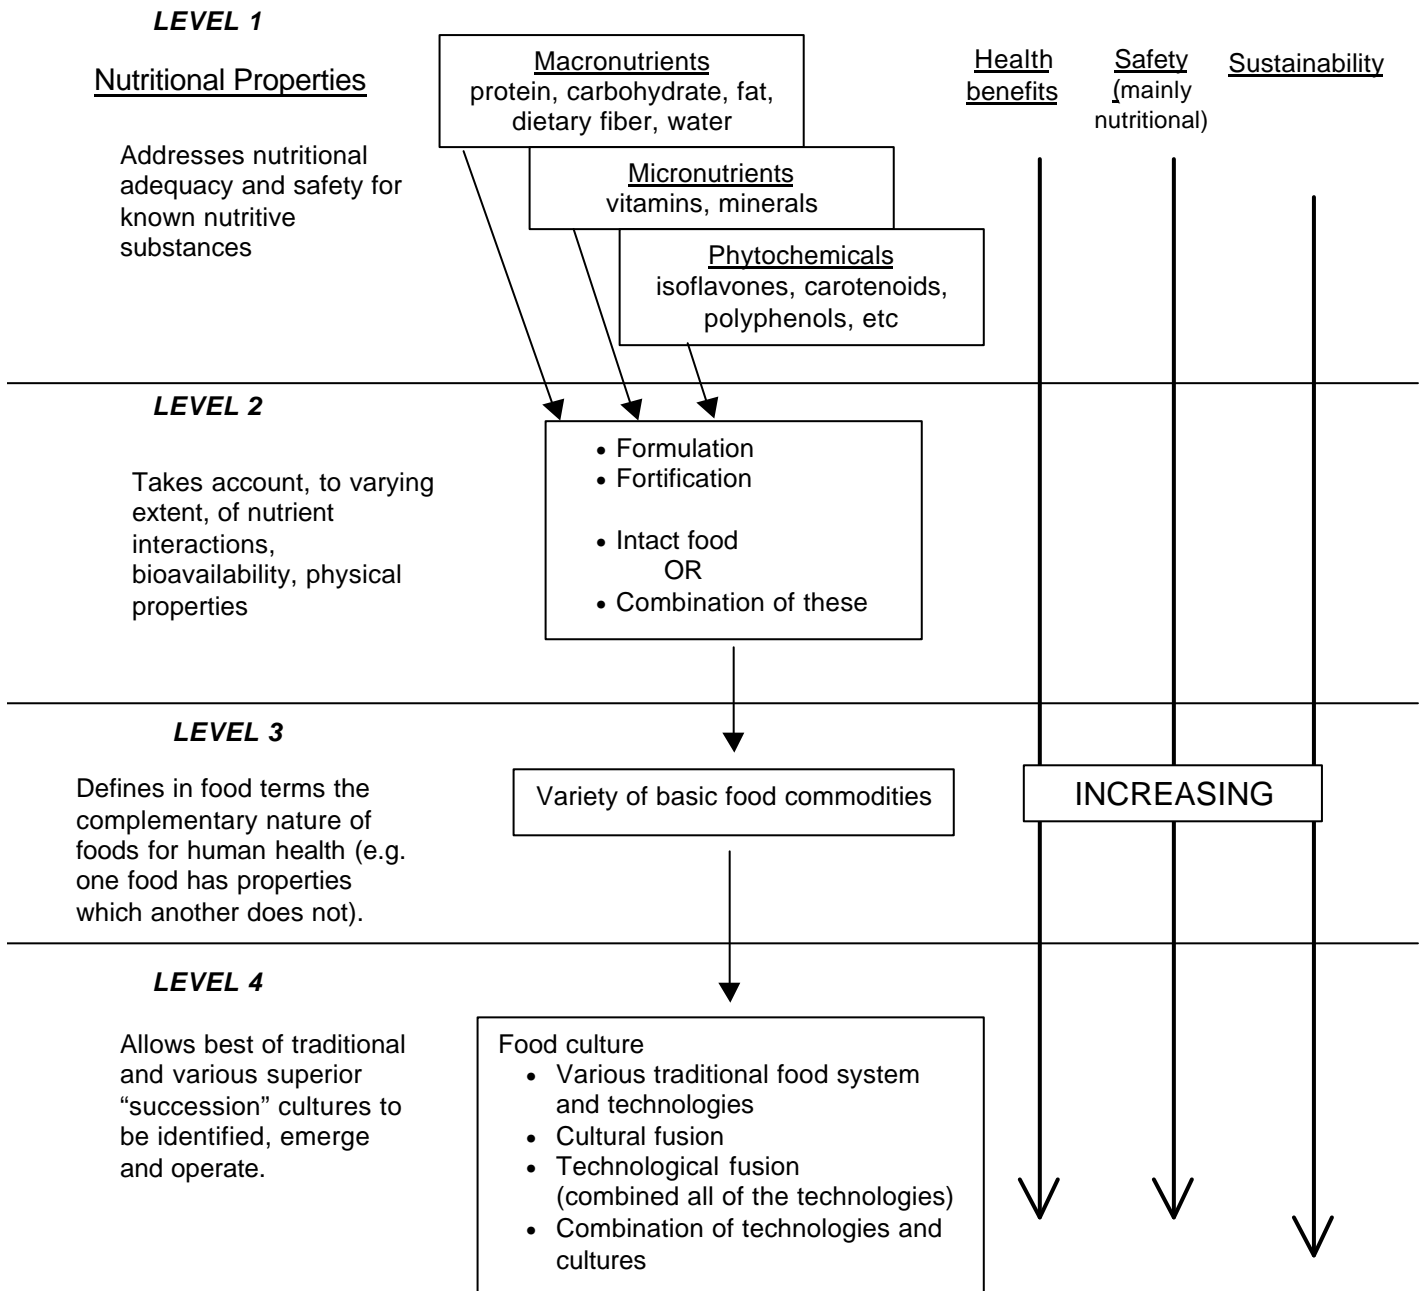 LEVEL 1
Nutritional Properties
Addresses nutritional
adequacy and safety for
known nutritive
substances
Macronutrients
protein, carbohydrate, fat,
dietary fiber, water
Micronutrients
vitamins, minerals
Phytochemicals
isoflavones, carotenoids,
polyphenols, etc
Health
benefits
Safety
(mainly
nutritional)
Sustainability
LEVEL 2
Takes account, to varying
extent, of nutrient
interactions,
bioavailability, physical
properties
• Formulation
• Fortification
• Intact food
OR
• Combination of these
LEVEL 3
Defines in food terms the
complementary nature of
foods for human health (e.g.
one food has properties
which another does not).
Variety of basic food commodities
INCREASING
LEVEL 4
Allows best of traditional
and various superior
“succession” cultures to
be identified, emerge
and operate.
Food culture
• Various traditional food system
and technologies
• Cultural fusion
• Technological fusion
(combined all of the technologies)
• Combination of technologies and
cultures